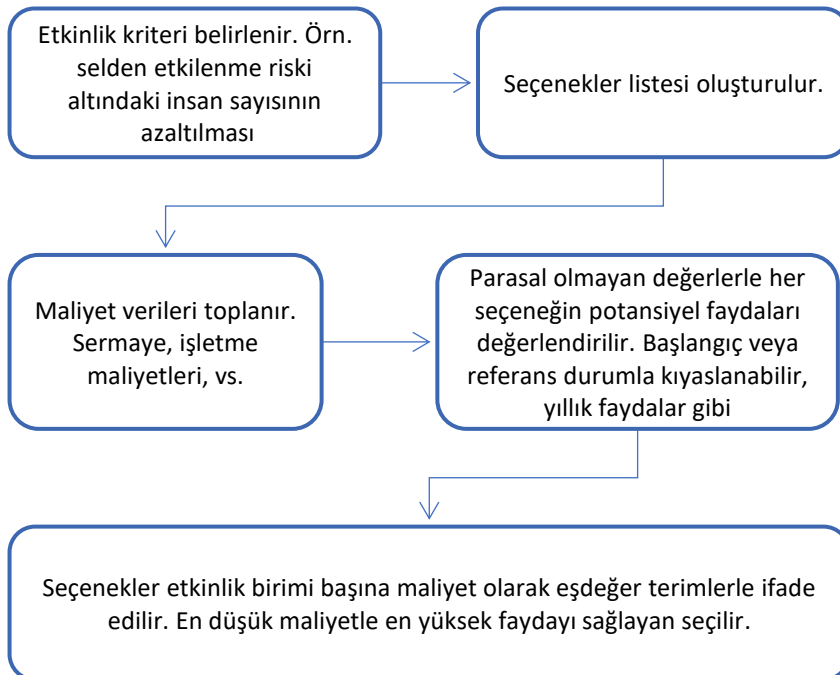 Etkinlik kriteri belirlenir. Örn.
selden etkilenme riski
altındaki insan sayısının
azaltılması
Seçenekler listesi oluşturulur.
Maliyet verileri toplanır.
Sermaye, işletme
maliyetleri, vs.
Parasal olmayan değerlerle her
seçeneğin potansiyel faydaları
değerlendirilir. Başlangıç veya
referans durumla kıyaslanabilir,
yıllık faydalar gibi
Seçenekler etkinlik birimi başına maliyet olarak eşdeğer terimlerle ifade
edilir. En düşük maliyetle en yüksek faydayı sağlayan seçilir.